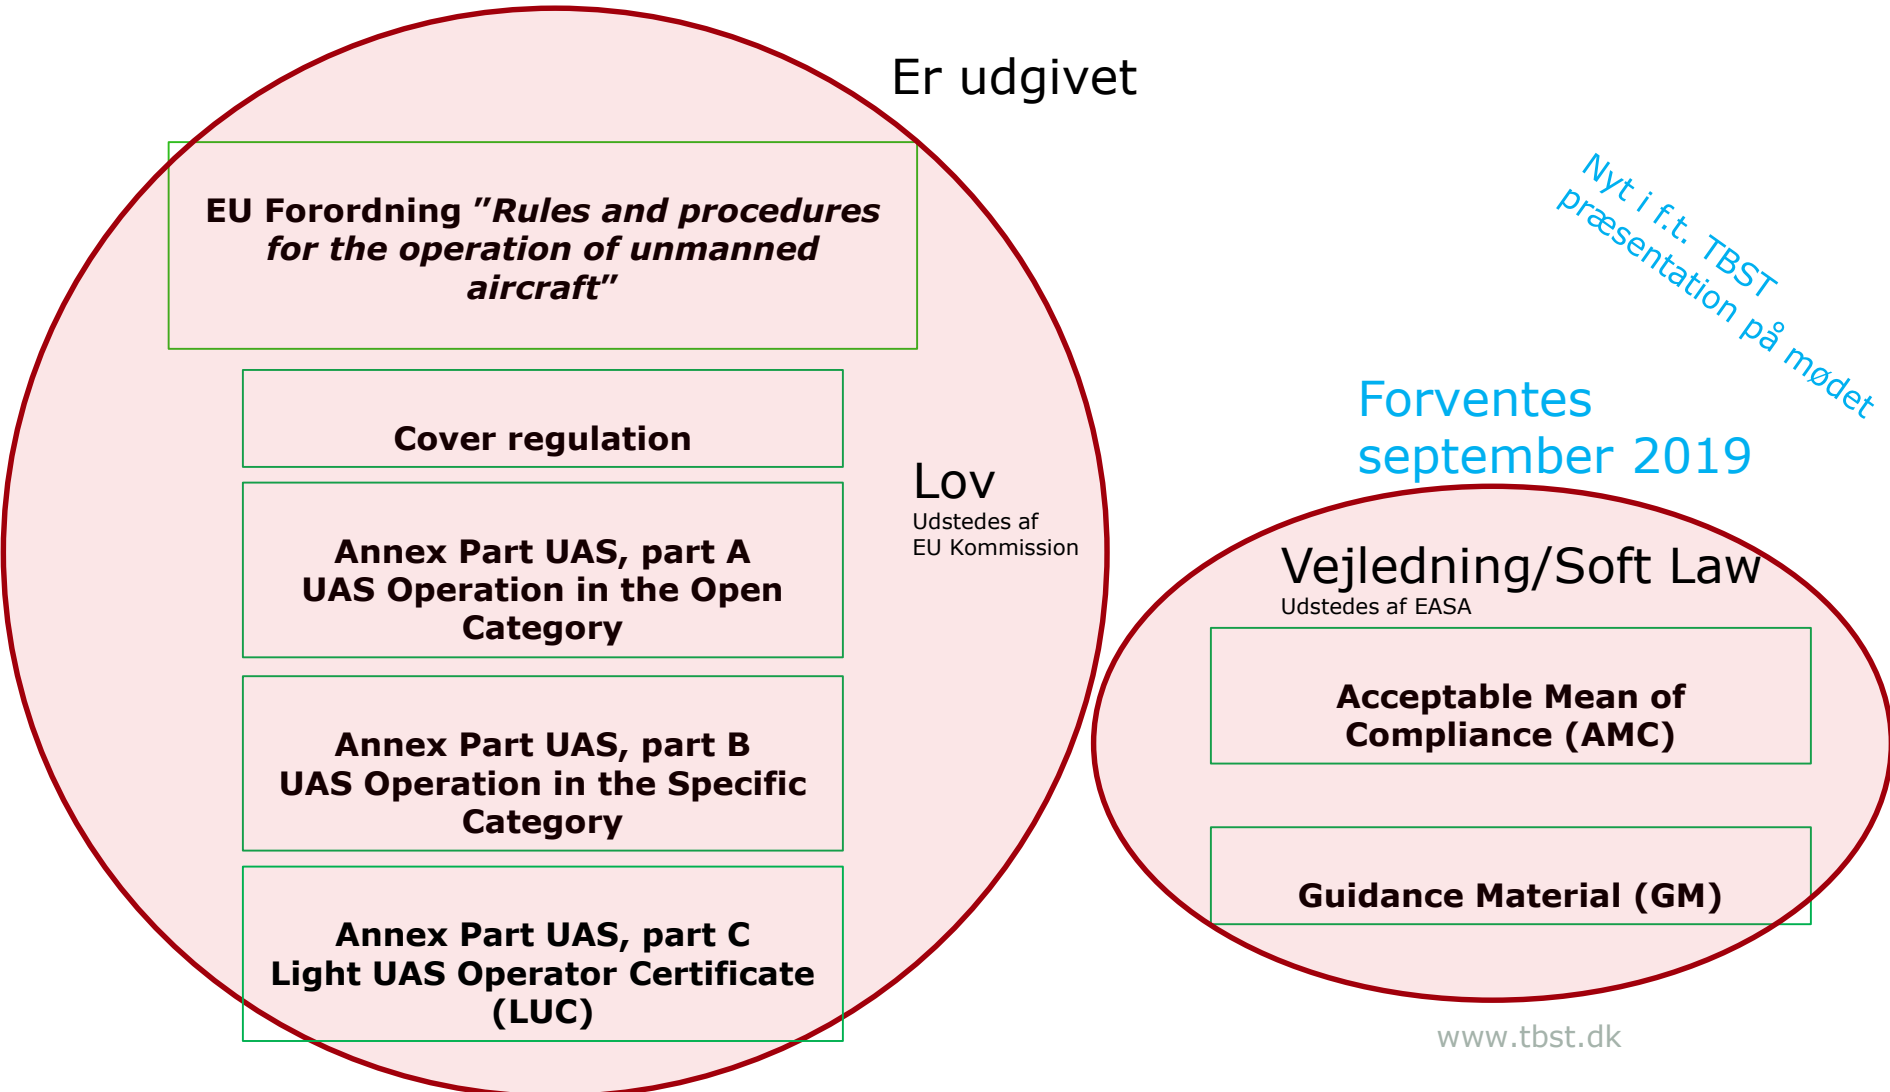 Er udgivet
EU Forordning ”Rules and procedures
for the operation of unmanned
aircraft”
Cover regulation
Annex Part UAS, part A
UAS Operation in the Open
Category
Annex Part UAS, part B
UAS Operation in the Specific
Category
Annex Part UAS, part C
Light UAS Operator Certificate
(LUC)
Lov
Udstedes af
EU Kommission
Nyt i f.t. TBST
præsentation på mødet
Forventes
september 2019
Vejledning/Soft Law
Udstedes af EASA
Acceptable Mean of
Compliance (AMC)
Guidance Material (GM)
www.tbst.dk